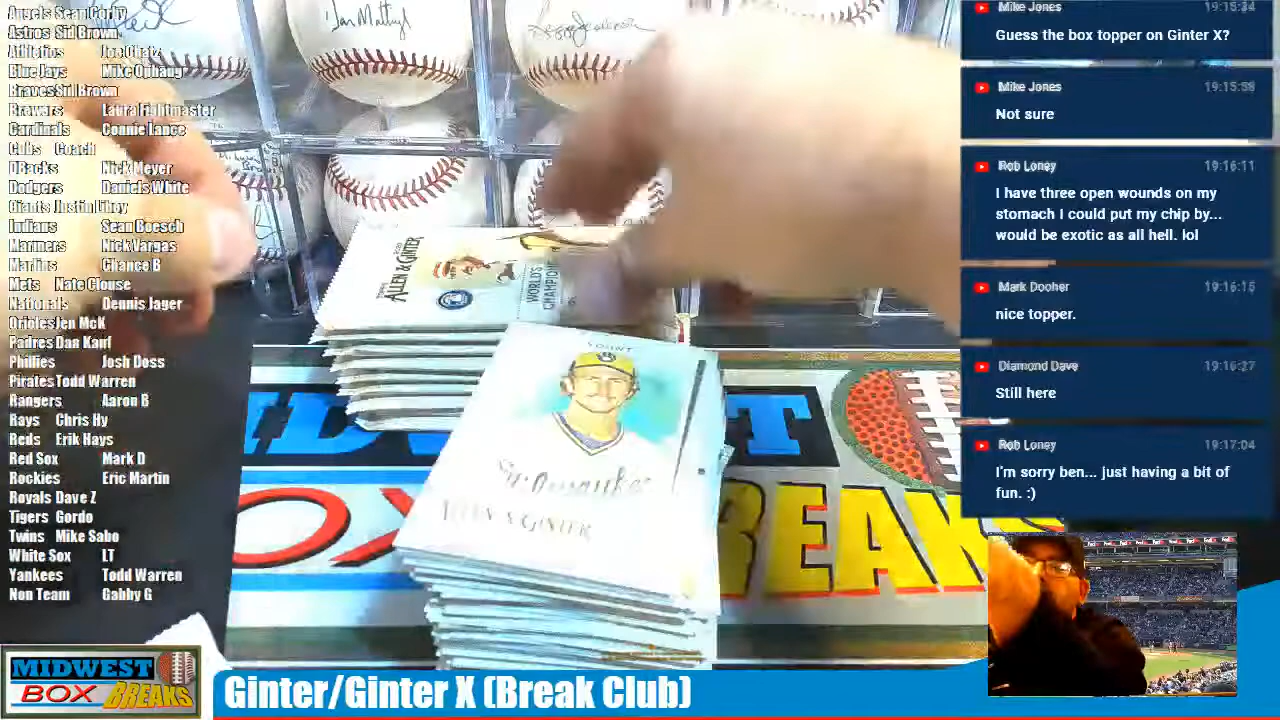 Angels Sean Corby
Astros Sid Brown
Athletics Joe Glatz
Blue Jays Mike Ophaug
Braves Sid Brown
Brewers Laura Fightmaster
Cardinals Connie Lance
Cubs Coach
DBacks Nick Meyer
Dodgers Daniels White
Giants Justin Ilboy
Indians Sean Boesch
Mariners Nick Vargas
Marlins Chance B
Mets Nate Clouse
Nationals Dennis Jager
Orioles Jen McK
Padres Dan Kanf
Phillies Josh Doss
Pirates Todd Warren
Rangers Aaron B
Rays Chris Hy
Reds Erik Hays
Red Sox Mark D
Rockies Eric Martin
Royals Dave Z
Tigers Gordo
Twins Mike Sabo
White Sox LT
Yankees Todd Warren
Non Team Gabby G
ALLEN & GINTER
WORLD'S
YOUNT
Milwaukee
ALLEN & GINTER
BREAKS
Mike Jones 19:15:34
Guess the box topper on Ginter X?
Mike Jones 19:15:58
Not sure
Rob Loney 19:16:11
I have three open wounds on my
stomach I could put my chip by...
would be exotic as all hell. lol
Mark Dooher 19:16:15
nice topper.
Diamond Dave 19:16:27
Still here
Rob Loney 19:17:04
I'm sorry ben... just having a bit of
fun. :)
MIDWEST
BOX BREAKS
Ginter/Ginter X (Break Club)